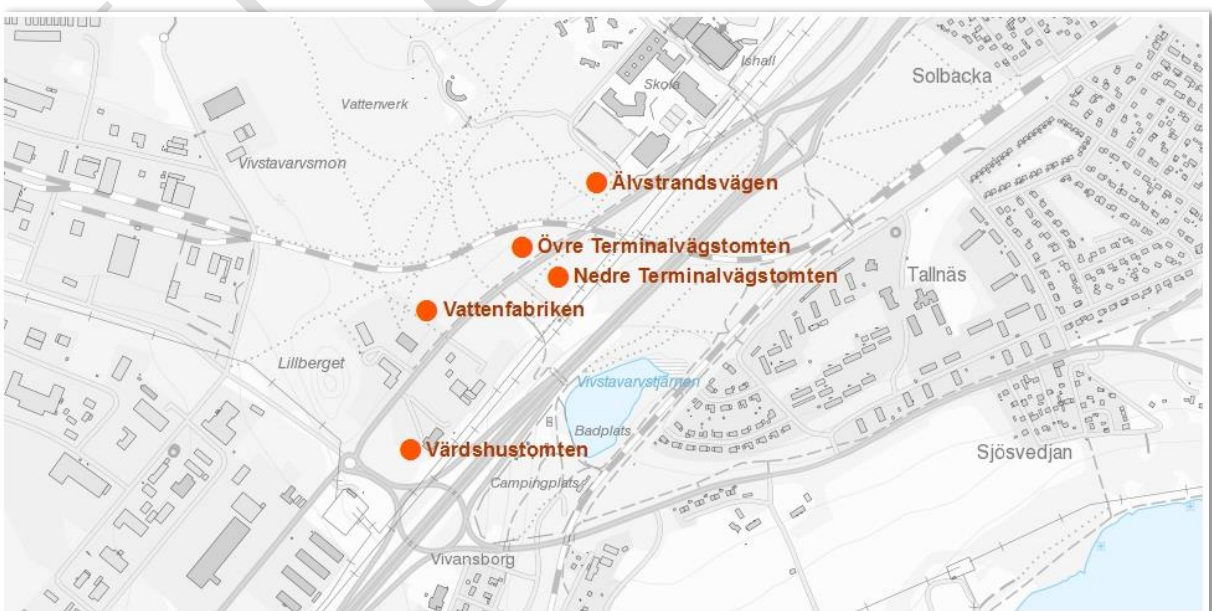 Ishall
Solbacka
Skola
Vattenverk
Vivstavarvsmon
Älvstrandsvägen
Övre Terminalvägstomten
Nedre Terminalvägstomten
Tallnäs
Vattenfabriken
Lillberget
Vivstavarvstjärnen
Badplats
Värdshustomten
Sjösvedjan
Campingplats
Vivansborg